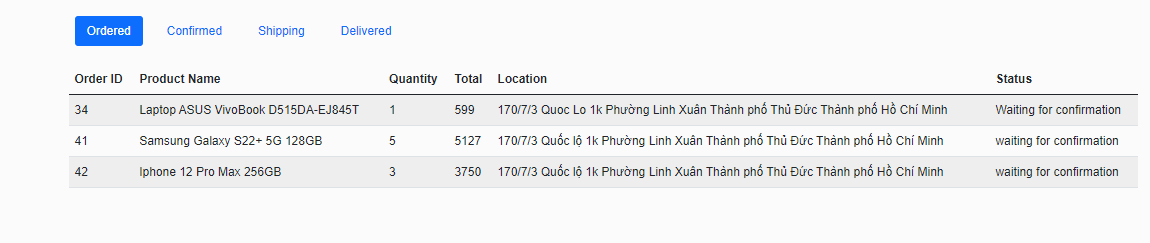 Ordered Confirmed Shipping Delivered
Order ID Product Name Quantity Total Location Status
34 Laptop ASUS VivoBook D515DA-EJ845T 1 599 170/7/3 Quoc Lo 1k Phường Linh Xuân Thành phố Thủ Đức Thành phố Hồ Chí Minh Waiting for confirmation
41 Samsung Galaxy S22+ 5G 128GB 5 5127 170/7/3 Quốc lộ 1k Phường Linh Xuân Thành phố Thủ Đức Thành phố Hồ Chí Minh waiting for confirmation
42 Iphone 12 Pro Max 256GB 3 3750 170/7/3 Quốc lộ 1k Phường Linh Xuân Thành phố Thủ Đức Thành phố Hồ Chí Minh waiting for confirmation